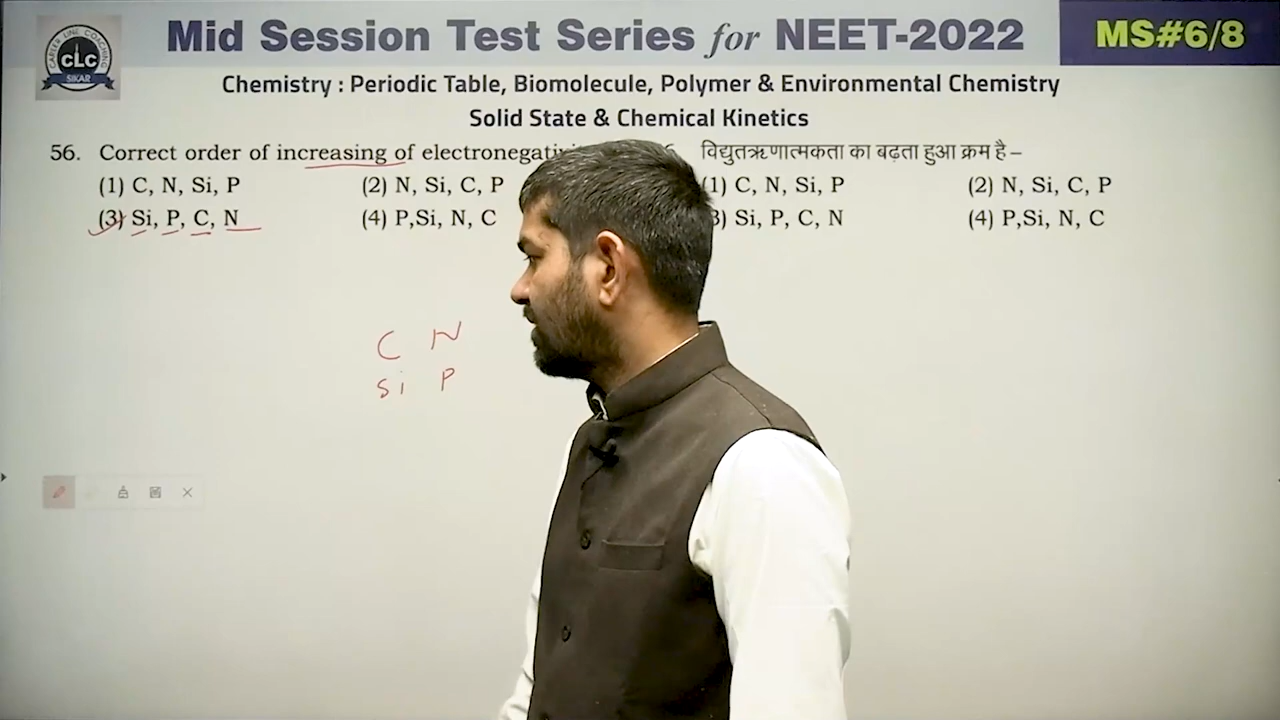 CAREER LINE COACHING
CLC
SIKAR
Mid Session Test Series for NEET-2022
MS#6/8
Chemistry : Periodic Table, Biomolecule, Polymer & Environmental Chemistry
Solid State & Chemical Kinetics
56. Correct order of increasing of
विद्युतऋणात्मकता का बढ़ता हुआ क्रम है –
(1) C, N, Si, P (2) N, Si, C, P
(3) Si, P, C, N (4) P,Si, N, C
(1) C, N, Si, P (2) N, Si, C, P
3) Si, P, C, N (4) P,Si, N, C
C N
Si P